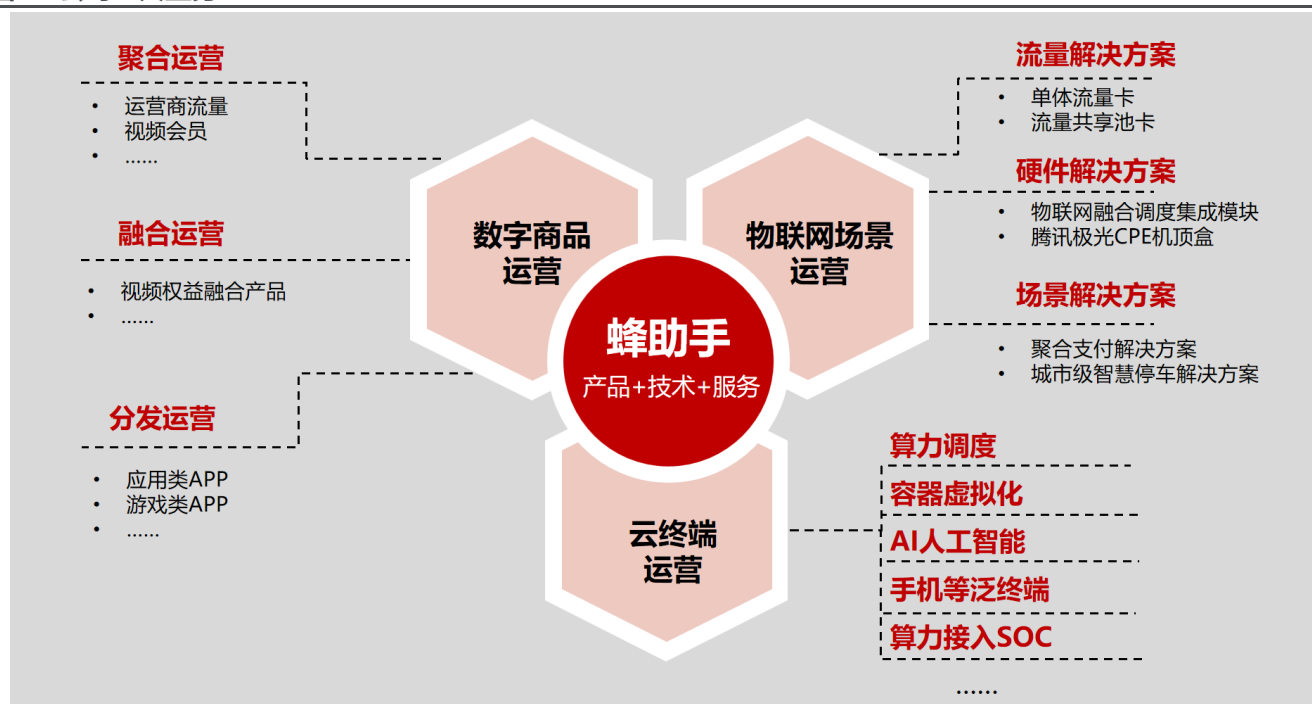 聚合运营
• 运营商流量
• 视频会员
• ……
融合运营
• 视频权益融合产品
• ……
分发运营
• 应用类APP
• 游戏类APP
• ……
数字商品
运营
物联网场景
运营
蜂助手
产品+技术+服务
云终端
运营
流量解决方案
• 单体流量卡
• 流量共享池卡
硬件解决方案
• 物联网融合调度集成模块
• 腾讯极光CPE机顶盒
场景解决方案
• 聚合支付解决方案
• 城市级智慧停车解决方案
算力调度
容器虚拟化
AI人工智能
手机等泛终端
算力接入SOC
……